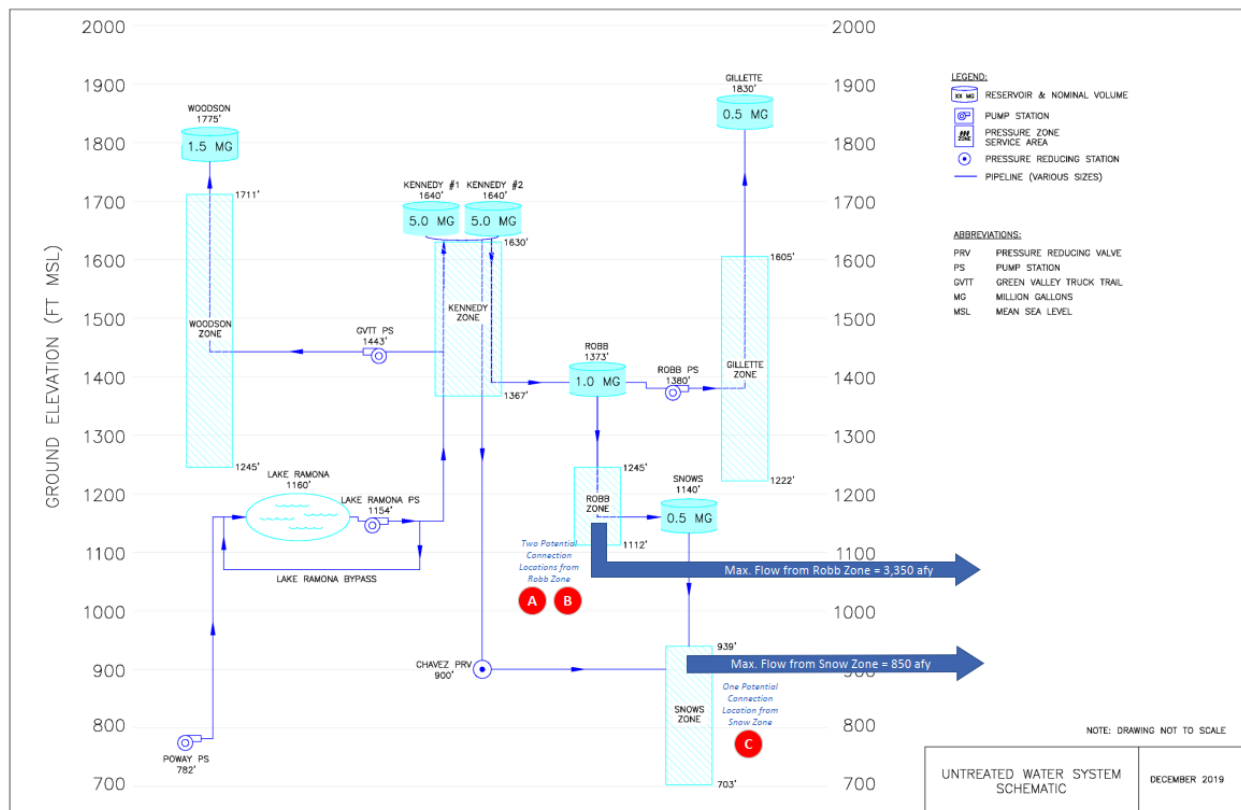 2000
1900
1800
1700
1600
1500
1400
1300
1200
1100
1000
900
800
700
GROUND ELEVATION (FT MSL)
WOODSON
1775'
1.5 MG
1711'
WOODSON
ZONE
1245'
GVTT PS
1443'
KENNEDY #1
1640'
5.0 MG
KENNEDY #2
1640'
5.0 MG
1630'
KENNEDY
ZONE
1367'
LAKE RAMONA
1160'
LAKE RAMONA PS
1154'
LAKE RAMONA BYPASS
POWAY PS
782'
CHAVEZ PRV
900'
ROBB
1373'
1.0 MG
ROBB PS
1380'
GILLETTE
1830'
0.5 MG
1605'
GILLETTE
ZONE
1222'
1245'
ROBB
ZONE
1112'
SNOWS
1140'
0.5 MG
Two Potential
Connection
Locations from
Robb Zone
A B
Max. Flow from Robb Zone = 3,350 afy
939'
Max. Flow from Snow Zone = 850 afy
SNOWS
ZONE
703'
One Potential
Connection
Location from
Snow Zone
C
2000
1900
1800
1700
1600
1500
1400
1300
1200
1100
1000
900
800
700
LEGEND:
XX MG RESERVOIR & NOMINAL VOLUME
PUMP STATION
ZONE PRESSURE ZONE
SERVICE AREA
PRESSURE REDUCING STATION
PIPELINE (VARIOUS SIZES)
ABBREVIATIONS:
PRV PRESSURE REDUCING VALVE
PS PUMP STATION
GVTT GREEN VALLEY TRUCK TRAIL
MG MILLION GALLONS
MSL MEAN SEA LEVEL
NOTE: DRAWING NOT TO SCALE
UNTREATED WATER SYSTEM
SCHEMATIC
DECEMBER 2019